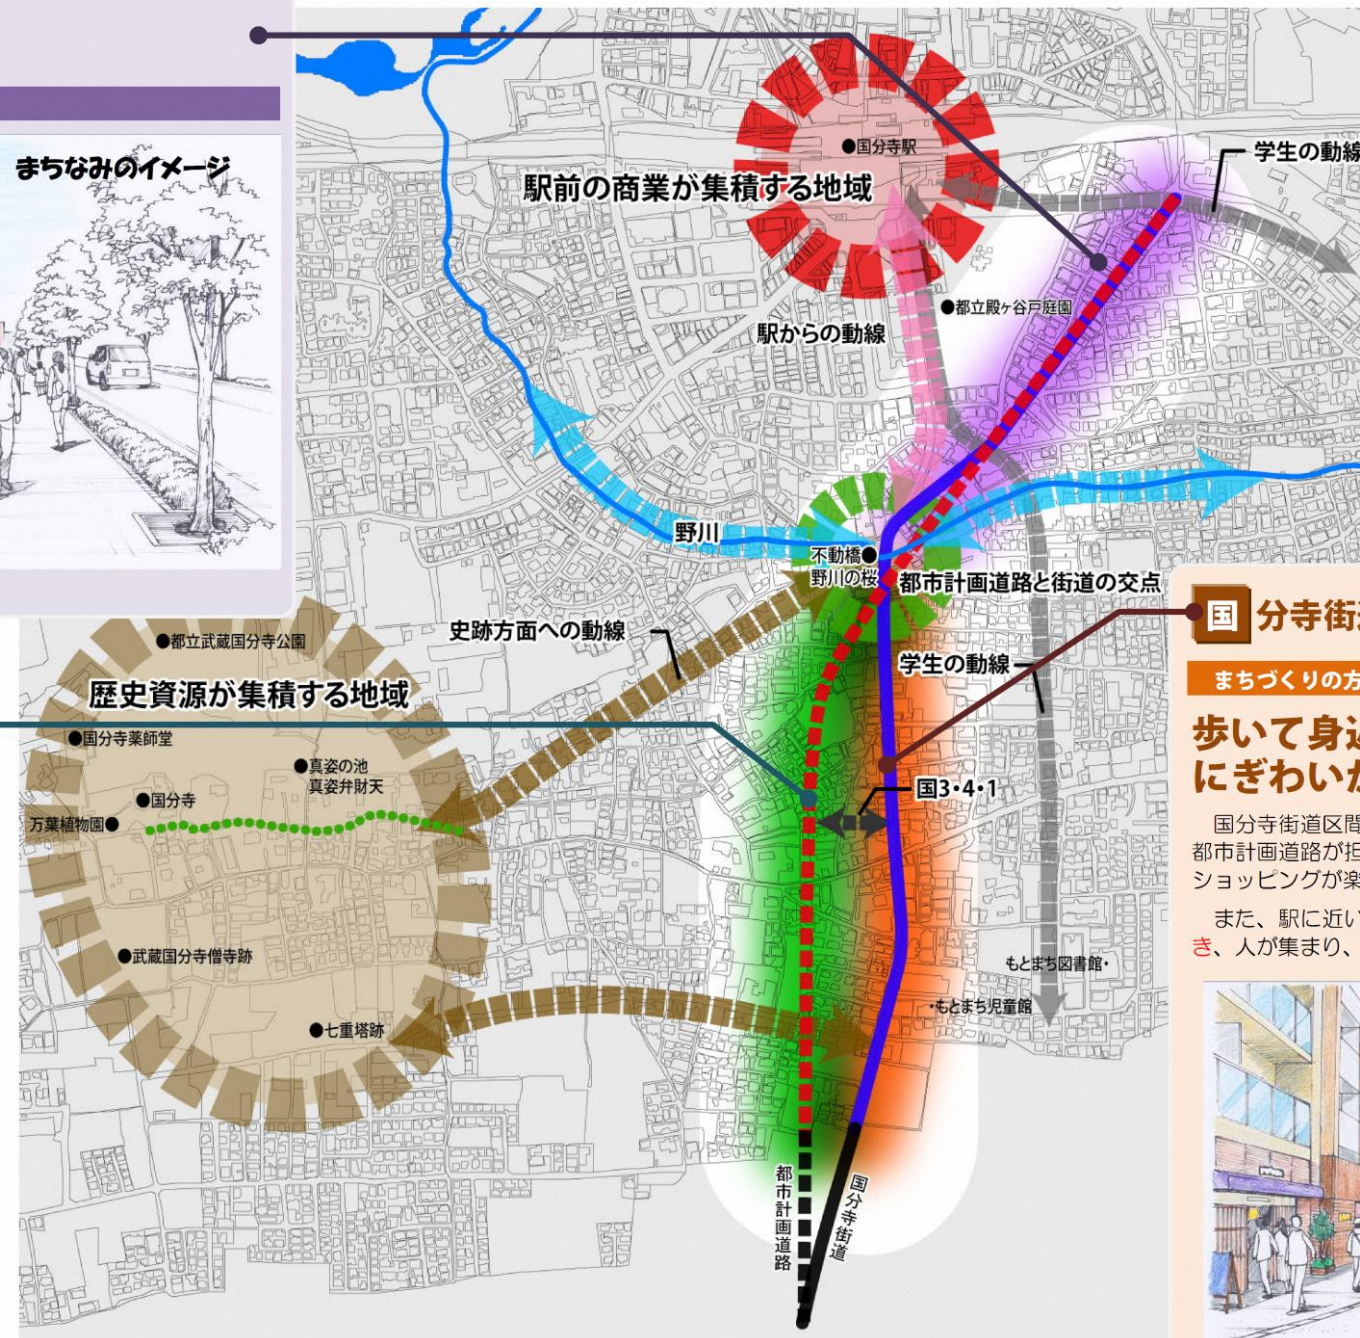 まちなみのイメージ
●国分寺駅
駅前の商業が集積する地域
学生の動線
●都立殿ヶ谷戸庭園
駅からの動線
野川
不動橋●
野川の桜
都市計画道路と街道の交点
史跡方面への動線
学生の動線
●都立武蔵国分寺公園
歴史資源が集積する地域
●国分寺薬師堂
●真姿の池
真姿弁財天
●国分寺
万葉植物園●
国3・4・1
●武蔵国分寺僧寺跡
●七重塔跡
もとまち図書館・
・もとまち児童館
都市計画道路
国分寺街道
国分寺街
まちづくりの方
歩いて身近
にぎわいが
国分寺街道区間
都市計画道路が担
ショッピングが楽
また、駅に近い
き、人が集まり、